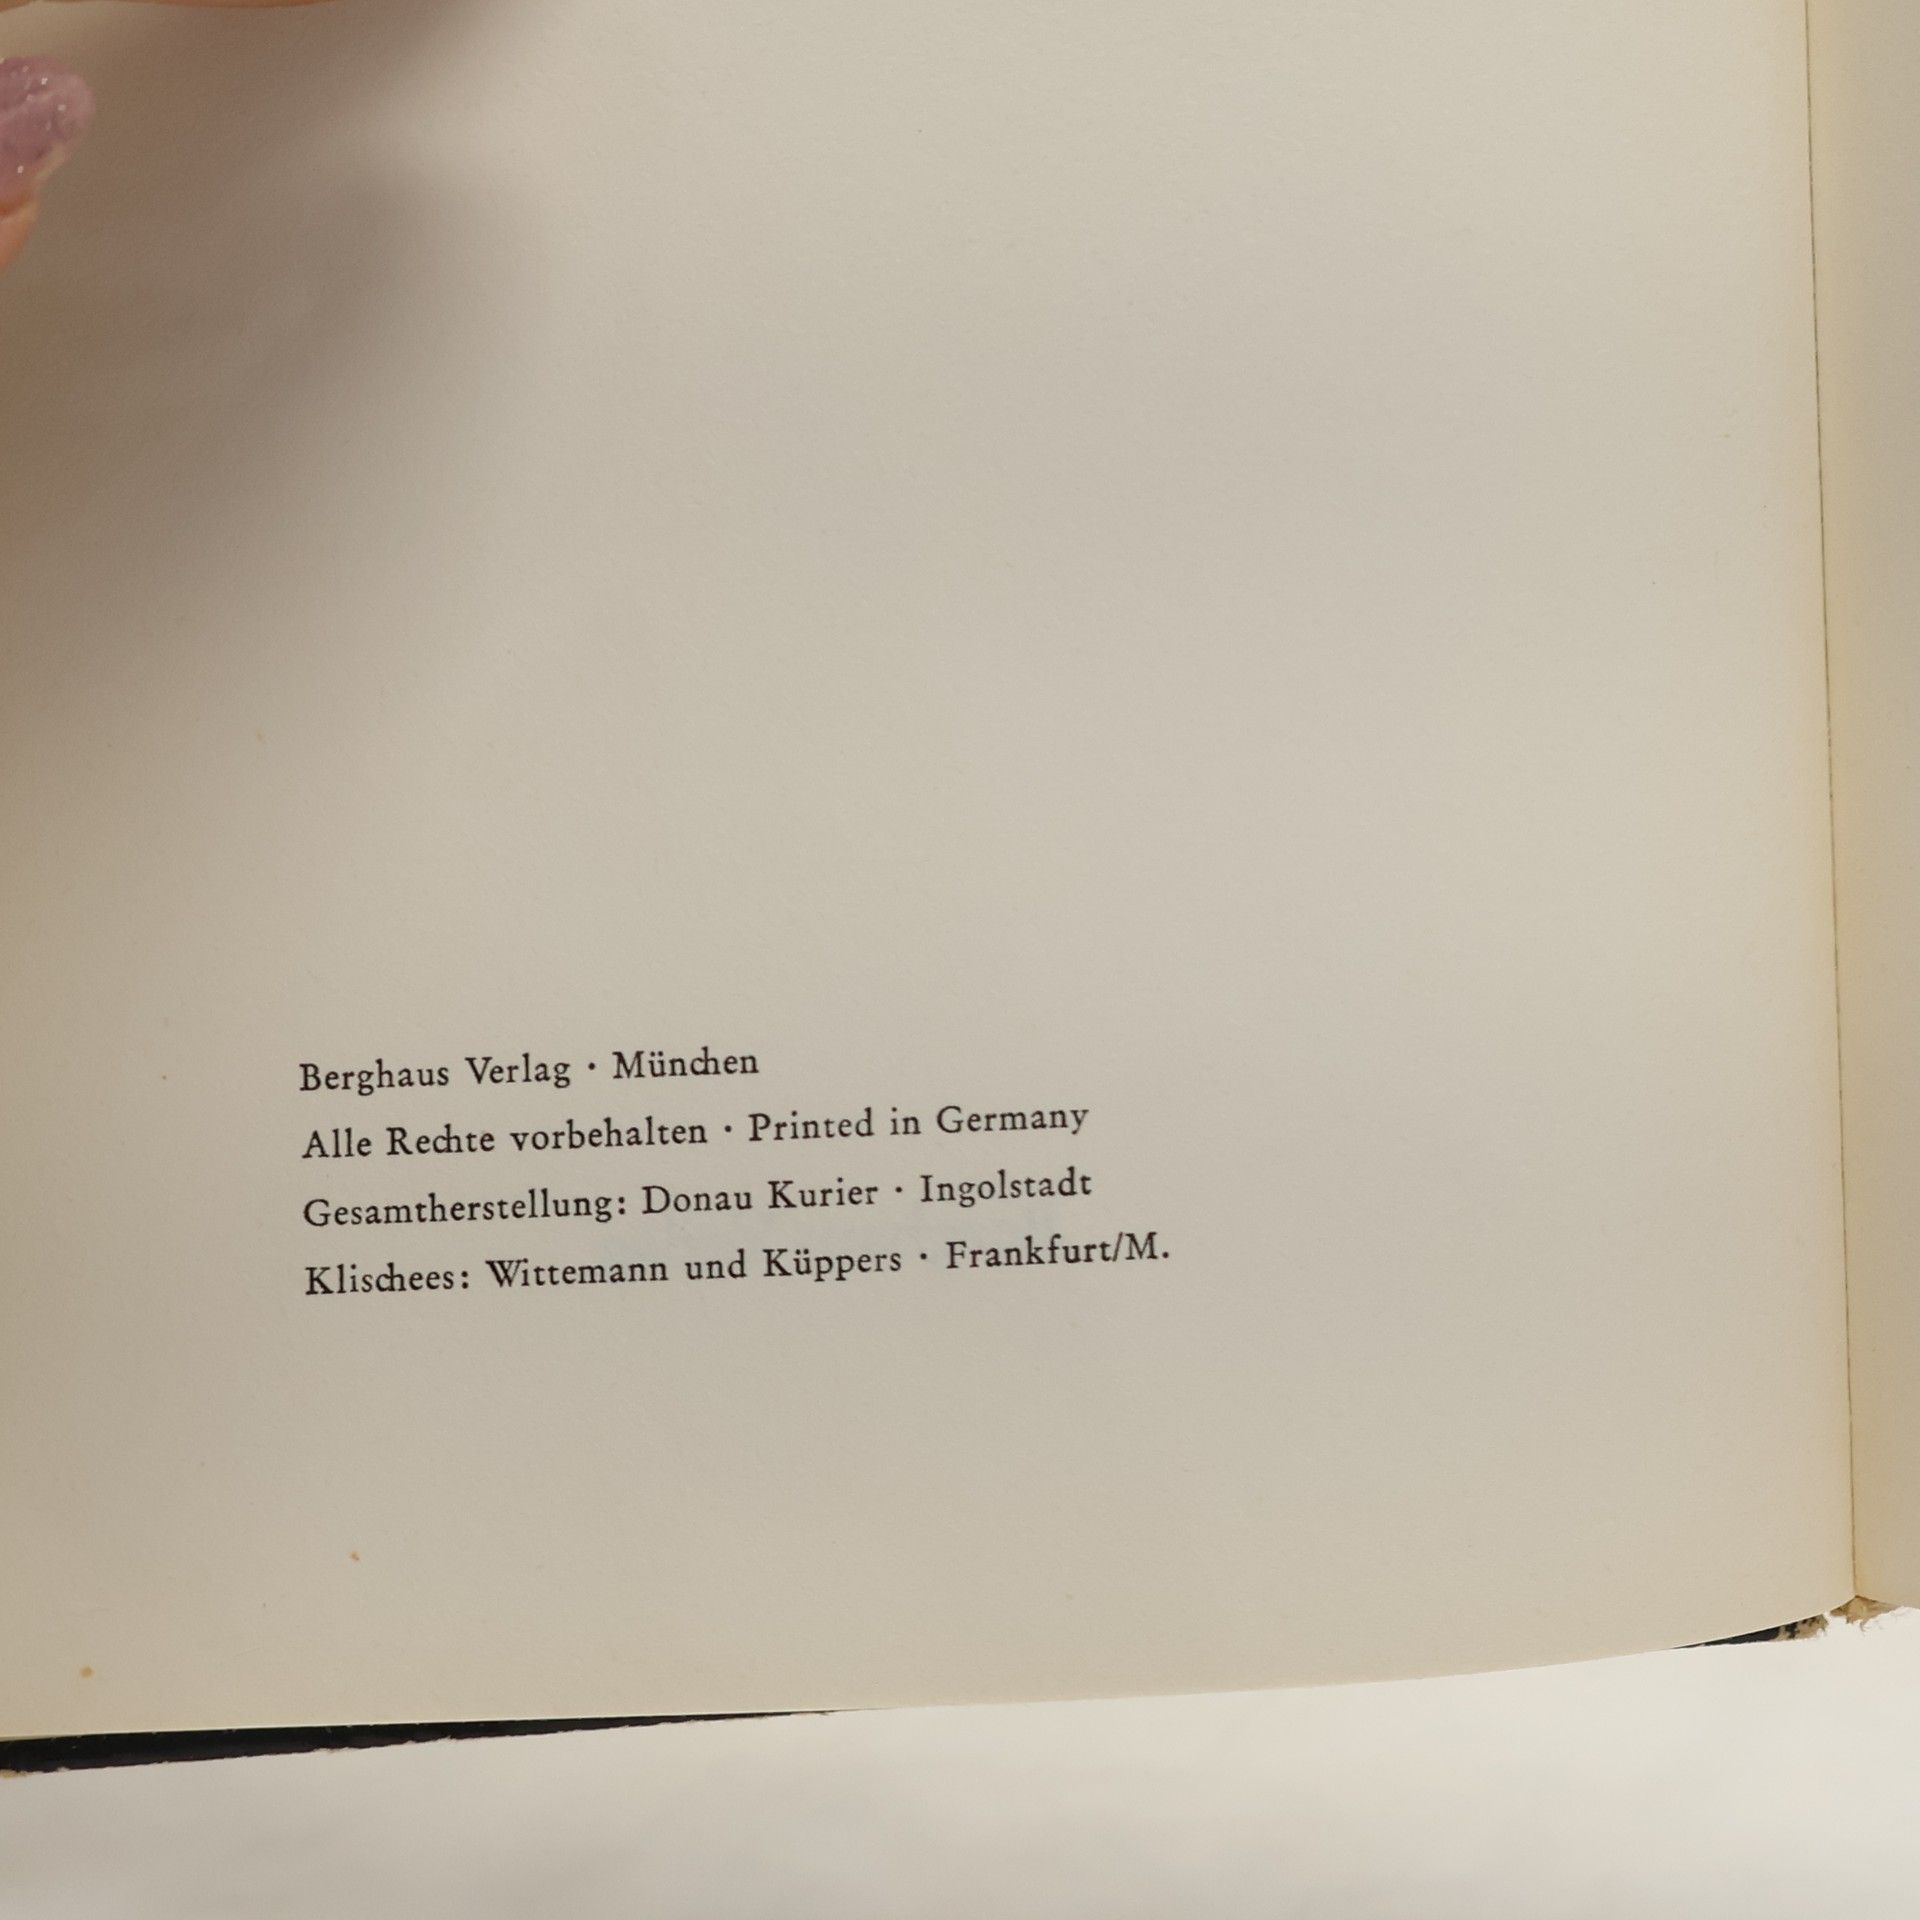 Berghaus Verlag · München
Alle Rechte vorbehalten · Printed in Germany
Gesamtherstellung: Donau Kurier · Ingolstadt
Klischees: Wittemann und Küppers · Frankfurt/M.